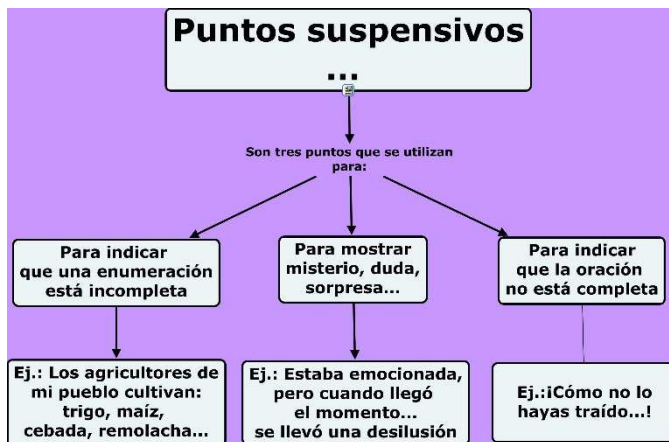 Puntos suspensivos
...
Son tres puntos que se utilizan
para:
Para indicar
que una enumeración
está incompleta
Para mostrar
misterio, duda,
sorpresa...
Para indicar
que la oración
no está completa
Ej.: Los agricultores de
mi pueblo cultivan:
trigo, maíz,
cebada, remolacha...
Ej.: Estaba emocionada,
pero cuando llegó
el momento...
se llevó una desilusión
Ej.:¡Cómo no lo
hayas traído...!